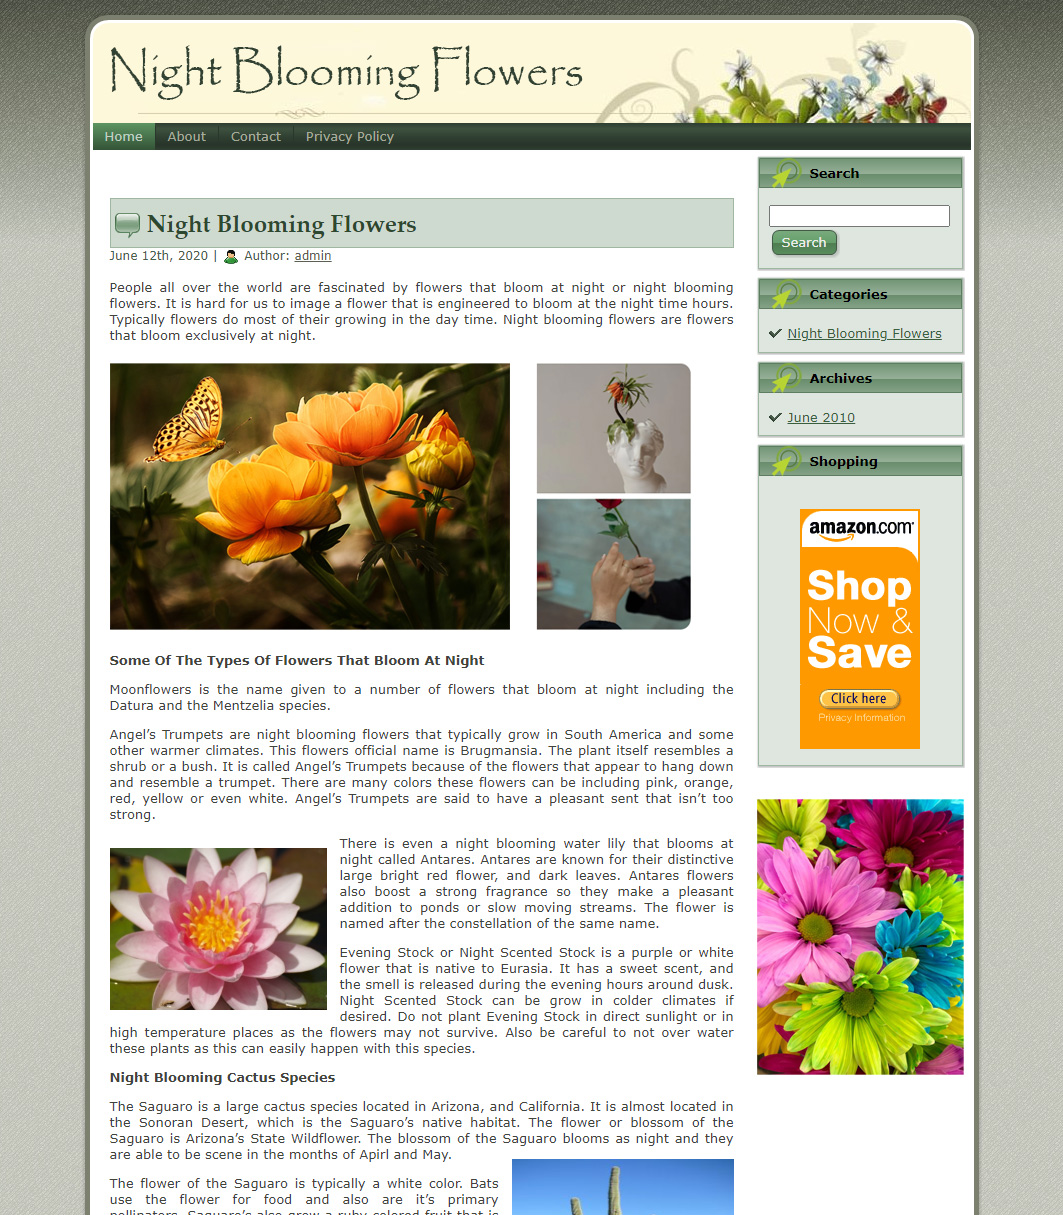 Night Blooming Flowers
Home About Contact Privacy Policy
Night Blooming Flowers
June 12th, 2020 | Author: admin
People all over the world are fascinated by flowers that bloom at night or night blooming
flowers. It is hard for us to image a flower that is engineered to bloom at the night time hours.
Typically flowers do most of their growing in the day time. Night blooming flowers are flowers
that bloom exclusively at night.
Some Of The Types Of Flowers That Bloom At Night
Moonflowers is the name given to a number of flowers that bloom at night including the
Datura and the Mentzelia species.
Angel’s Trumpets are night blooming flowers that typically grow in South America and some
other warmer climates. This flowers official name is Brugmansia. The plant itself resembles a
shrub or a bush. It is called Angel’s Trumpets because of the flowers that appear to hang down
and resemble a trumpet. There are many colors these flowers can be including pink, orange,
red, yellow or even white. Angel’s Trumpets are said to have a pleasant sent that isn’t too
strong.
There is even a night blooming water lily that blooms at
night called Antares. Antares are known for their distinctive
large bright red flower, and dark leaves. Antares flowers
also boost a strong fragrance so they make a pleasant
addition to ponds or slow moving streams. The flower is
named after the constellation of the same name.
Evening Stock or Night Scented Stock is a purple or white
flower that is native to Eurasia. It has a sweet scent, and
the smell is released during the evening hours around dusk.
Night Scented Stock can be grow in colder climates if
desired. Do not plant Evening Stock in direct sunlight or in
high temperature places as the flowers may not survive. Also be careful to not over water
these plants as this can easily happen with this species.
Night Blooming Cactus Species
The Saguaro is a large cactus species located in Arizona, and California. It is almost located in
the Sonoran Desert, which is the Saguaro’s native habitat. The flower or blossom of the
Saguaro is Arizona’s State Wildflower. The blossom of the Saguaro blooms as night and they
are able to be scene in the months of Apirl and May.
The flower of the Saguaro is typically a white color. Bats
use the flower for food and also are it’s primary
pollinators. Saguaro’s also grow a ruby colored fruit that is
Search
Search
Categories
Night Blooming Flowers
Archives
June 2010
Shopping
amazon.com
Shop
Now &
Save
Click here
Privacy Information